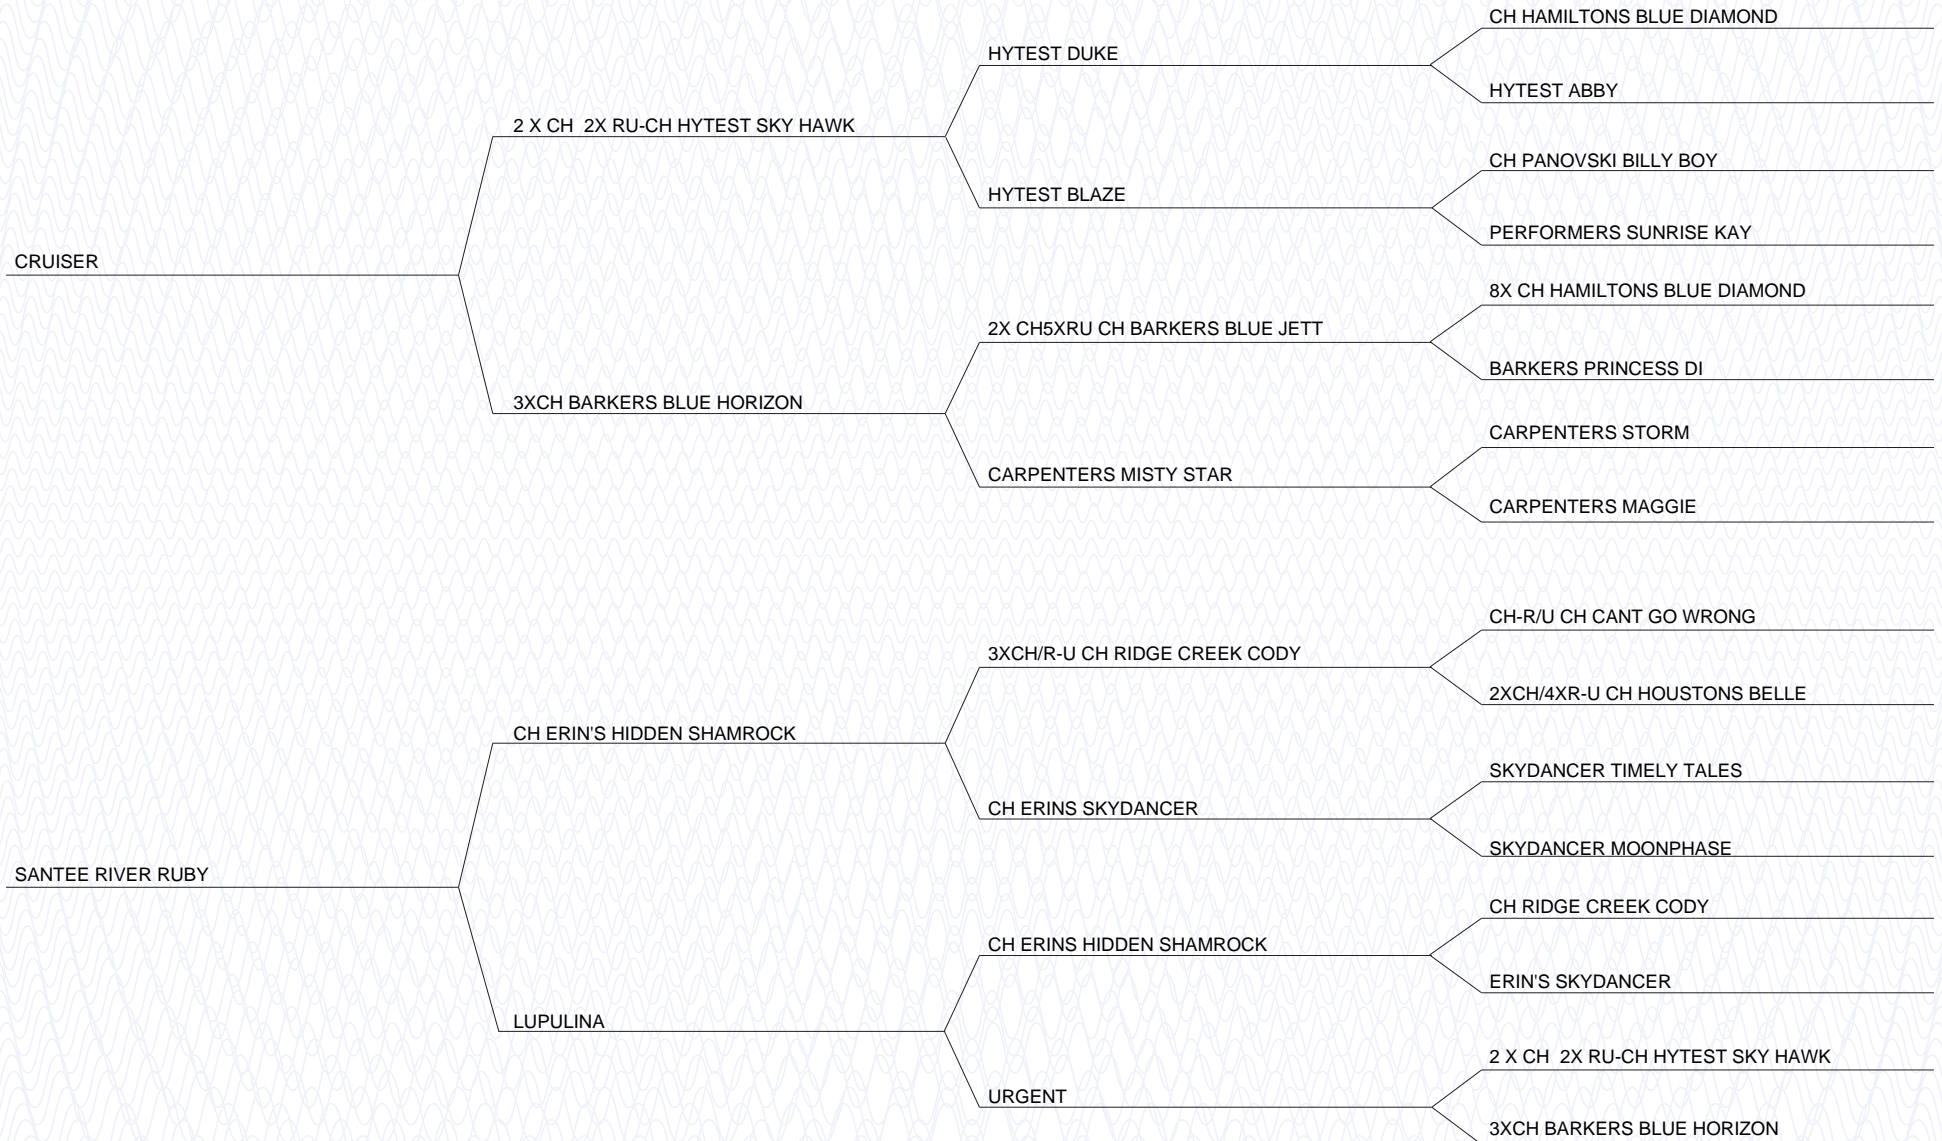 CH HAMILTONS BLUE DIAMOND
HYTEST DUKE
HYTEST ABBY
2 X CH  2X RU-CH HYTEST SKY HAWK
CH PANOVSKI BILLY BOY
HYTEST BLAZE
PERFORMERS SUNRISE KAY
CRUISER
8X CH HAMILTONS BLUE DIAMOND
2X CH5XRU CH BARKERS BLUE JETT
BARKERS PRINCESS DI
3XCH BARKERS BLUE HORIZON
CARPENTERS STORM
CARPENTERS MISTY STAR
CARPENTERS MAGGIE
CH-R/U CH CANT GO WRONG
3XCH/R-U CH RIDGE CREEK CODY
2XCH/4XR-U CH HOUSTONS BELLE
CH ERIN'S HIDDEN SHAMROCK
SKYDANCER TIMELY TALES
CH ERINS SKYDANCER
SKYDANCER MOONPHASE
SANTEE RIVER RUBY
CH RIDGE CREEK CODY
CH ERINS HIDDEN SHAMROCK
ERIN'S SKYDANCER
LUPULINA
2 X CH  2X RU-CH HYTEST SKY HAWK
URGENT
3XCH BARKERS BLUE HORIZON